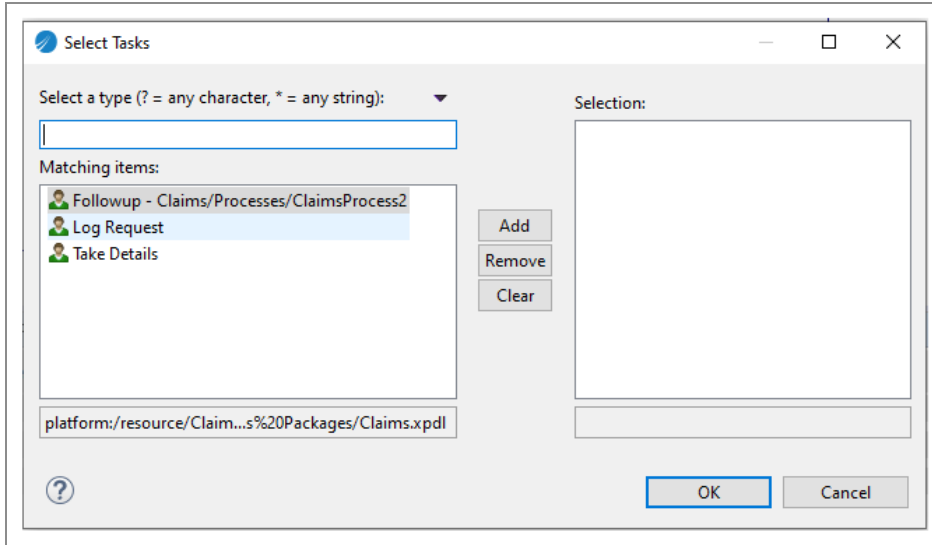 Select Tasks
Select a type (? = any character, * = any string):
Selection:
Matching items:
Followup - Claims/Processes/ClaimsProcess2
Log Request
Take Details
Add
Remove
Clear
platform:/resource/Claim...s%20Packages/Claims.xpdl
?
OK
Cancel